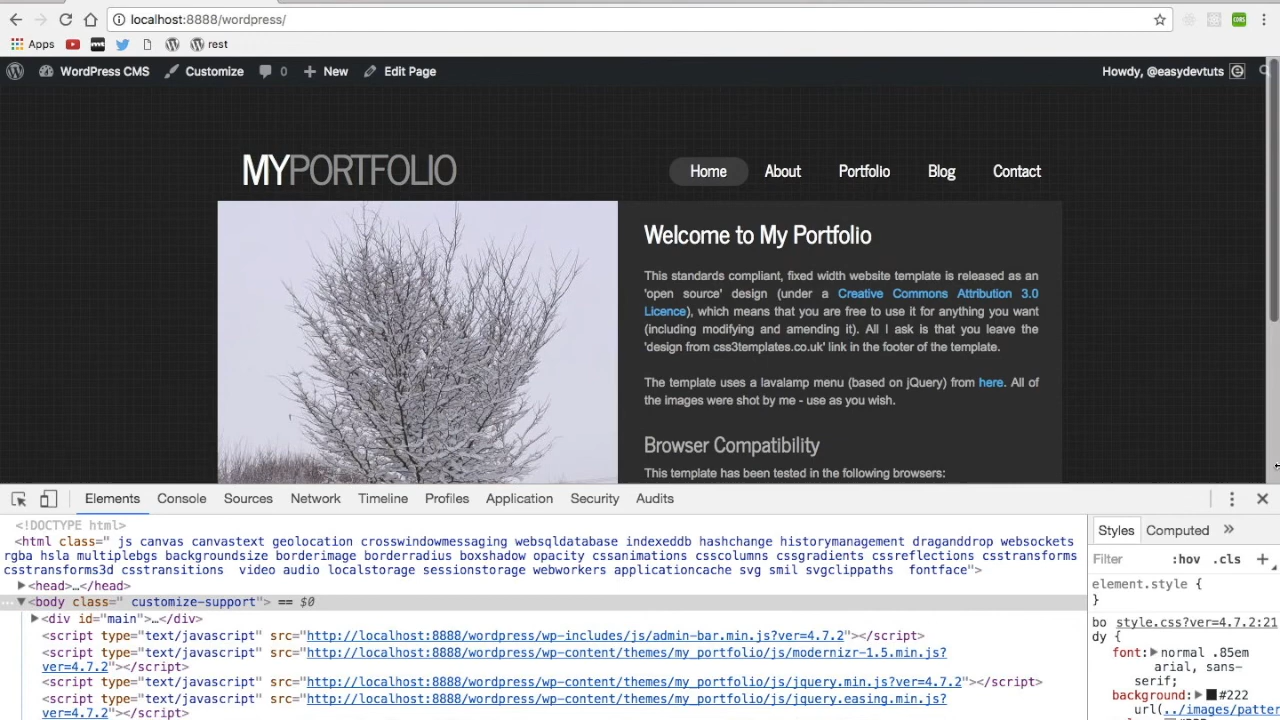 localhost:8888/wordpress/
Apps rest
WordPress CMS Customize 0 New Edit Page Howdy, @easydevtuts
MYPORTFOLIO Home About Portfolio Blog Contact
Welcome to My Portfolio
This standards compliant, fixed width website template is released as an
'open source' design (under a Creative Commons Attribution 3.0
Licence), which means that you are free to use it for anything you want
(including modifying and amending it). All I ask is that you leave the
'design from css3templates.co.uk' link in the footer of the template.
The template uses a lavalamp menu (based on jQuery) from here. All of
the images were shot by me - use as you wish.
Browser Compatibility
This template has been tested in the following browsers:
Elements Console Sources Network Timeline Profiles Application Security Audits
<!DOCTYPE html>
<html class=" js canvas canvastext geolocation crosswindowmessaging websqldatabase indexeddb hashchange historymanagement draganddrop websockets
rgba hsla multiplebgs backgroundsize borderimage borderradius boxshadow opacity cssanimations csscolumns cssgradients cssreflections csstransforms
csstransforms3d csstransitions  video audio localstorage sessionstorage webworkers applicationcache svg smil svgclippaths  fontface">
<head>…</head>
<body class=" customize-support"> == $0
<div id="main">…</div>
<script type="text/javascript" src="http://localhost:8888/wordpress/wp-includes/js/admin-bar.min.js?ver=4.7.2"></script>
<script type="text/javascript" src="http://localhost:8888/wordpress/wp-content/themes/my_portfolio/js/modernizr-1.5.min.js?
ver=4.7.2"></script>
<script type="text/javascript" src="http://localhost:8888/wordpress/wp-content/themes/my_portfolio/js/jquery.min.js?ver=4.7.2"></script>
<script type="text/javascript" src="http://localhost:8888/wordpress/wp-content/themes/my_portfolio/js/jquery.easing.min.js?
ver=4.7.2"></script>
Styles Computed »
Filter :hov .cls +
element.style {
}
bo style.css?ver=4.7.2:21
dy {
font: normal .85em
arial, sans-
serif;
background: #222
url(../images/patter